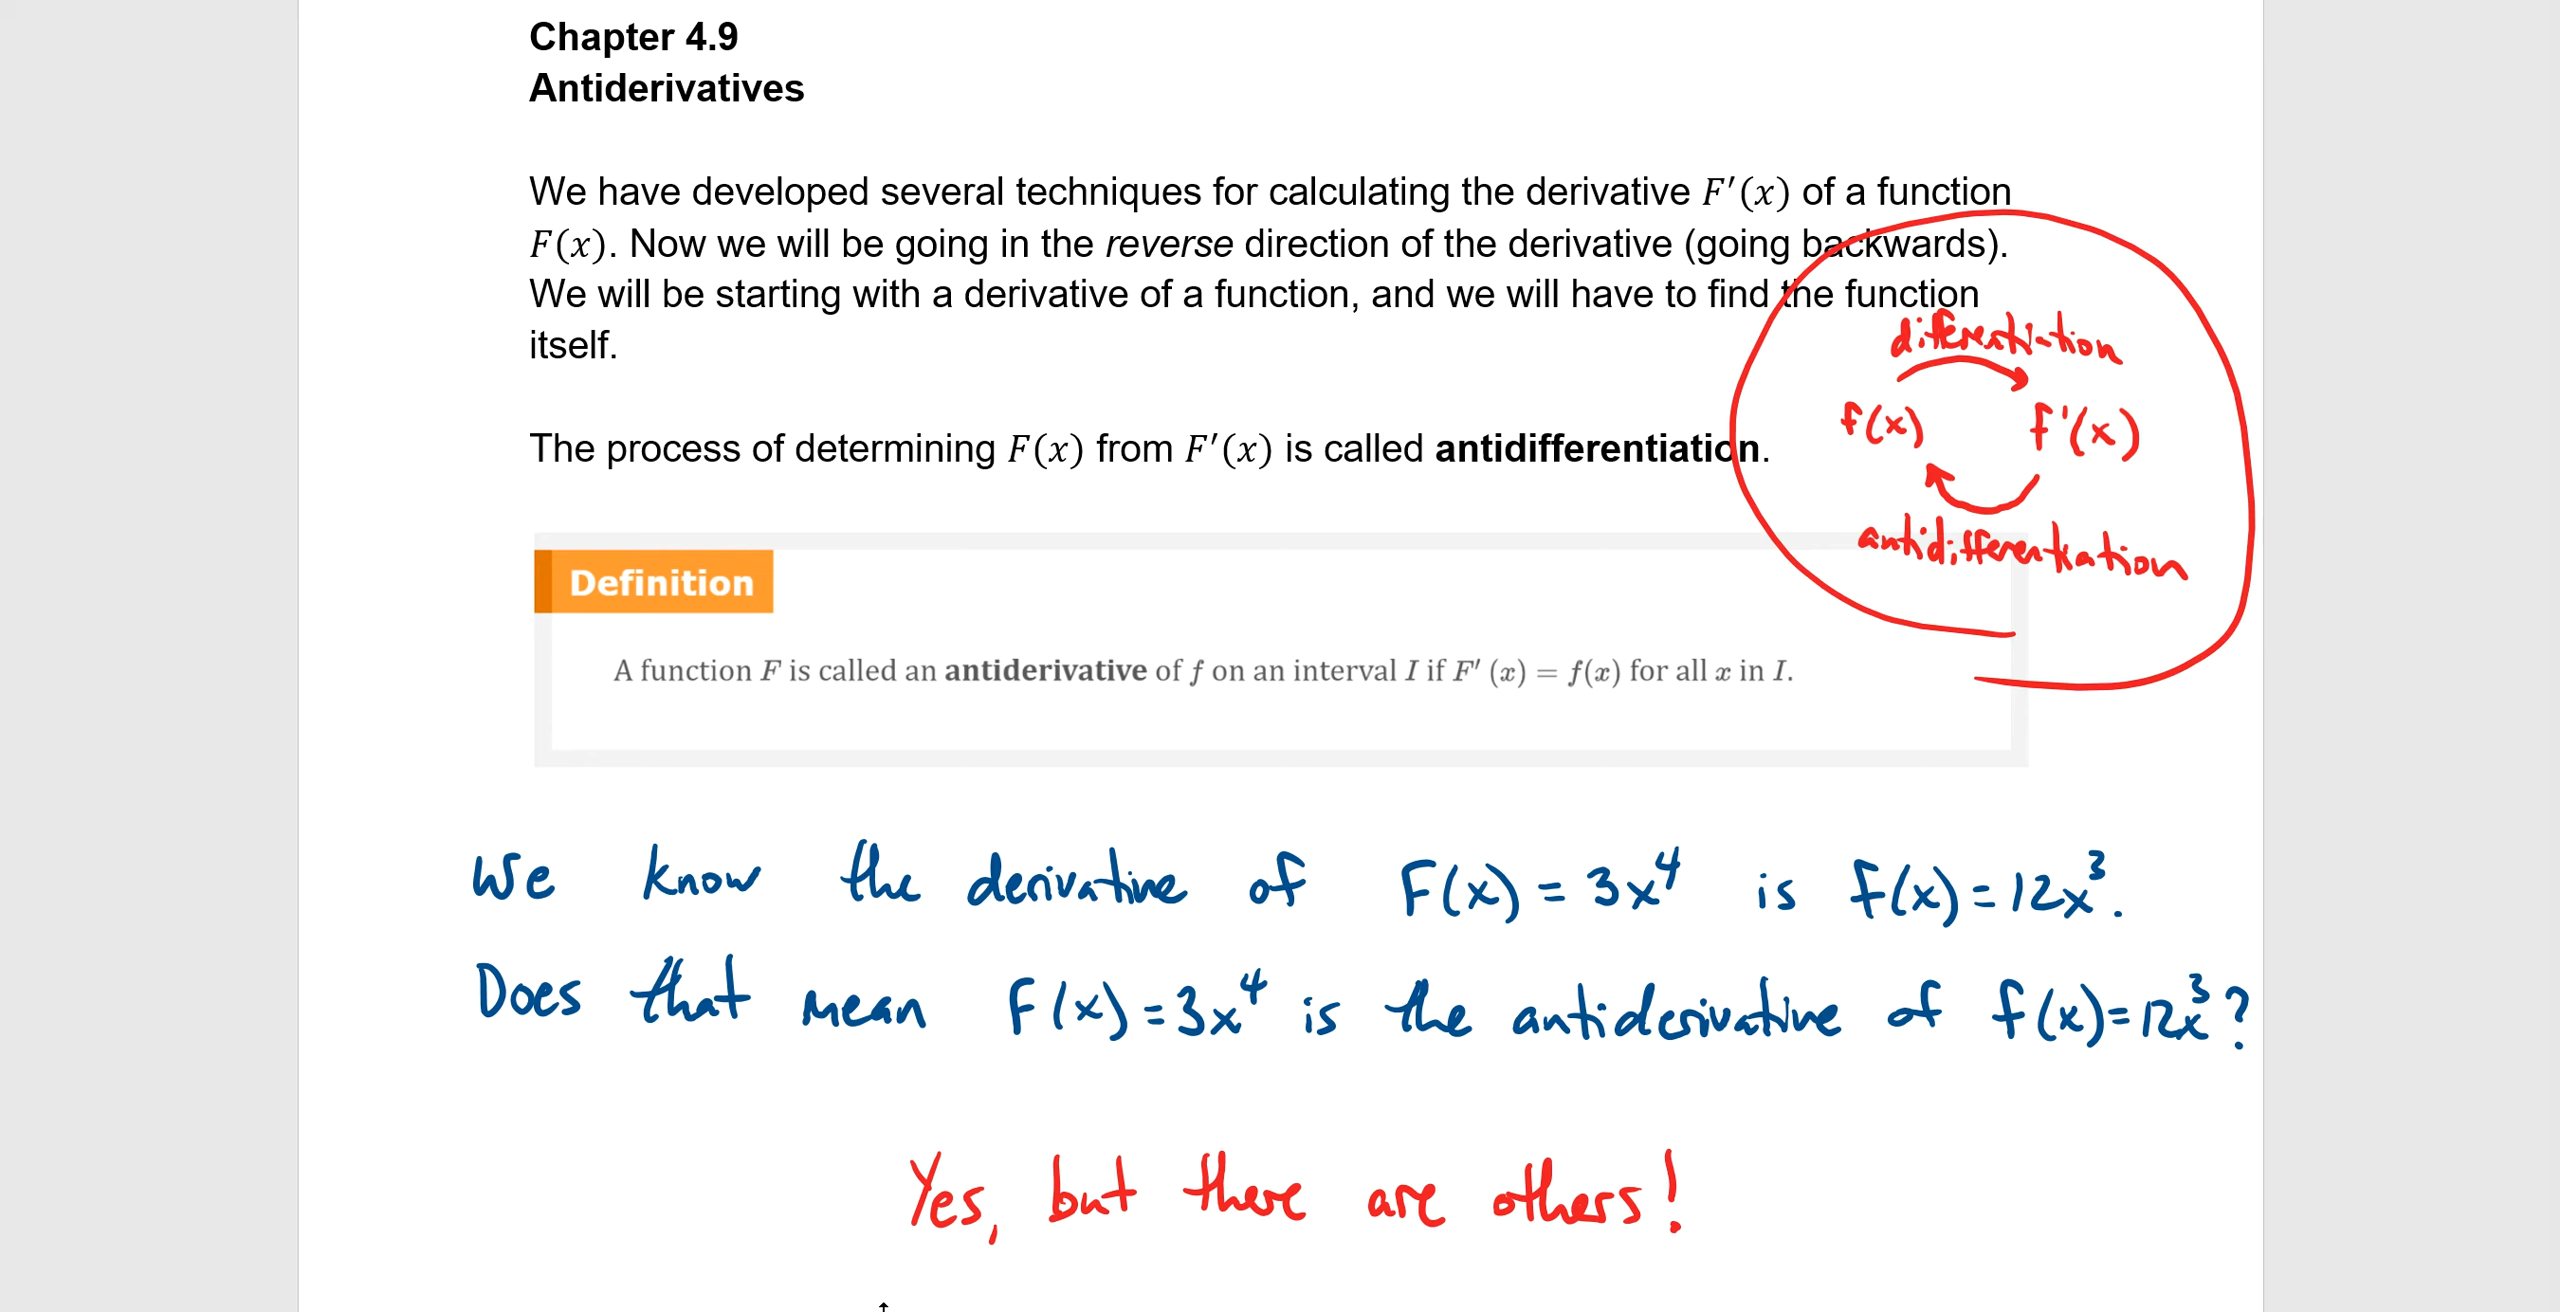 Chapter 4.9
Antiderivatives
We have developed several techniques for calculating the derivative F′(x) of a function
F(x). Now we will be going in the reverse direction of the derivative (going backwards).
We will be starting with a derivative of a function, and we will have to find the function
itself.
differentiation
f(x) f'(x)
The process of determining F(x) from F′(x) is called antidifferentiation.
antidifferentiation
Definition
A function F is called an antiderivative of f on an interval I if F′ (x) = f(x) for all x in I.
We know the derivative of F(x) = 3x⁴ is f(x) = 12x³.
Does that mean F(x) = 3x⁴ is the antiderivative of f(x) = 12x³?
Yes, but there are others!